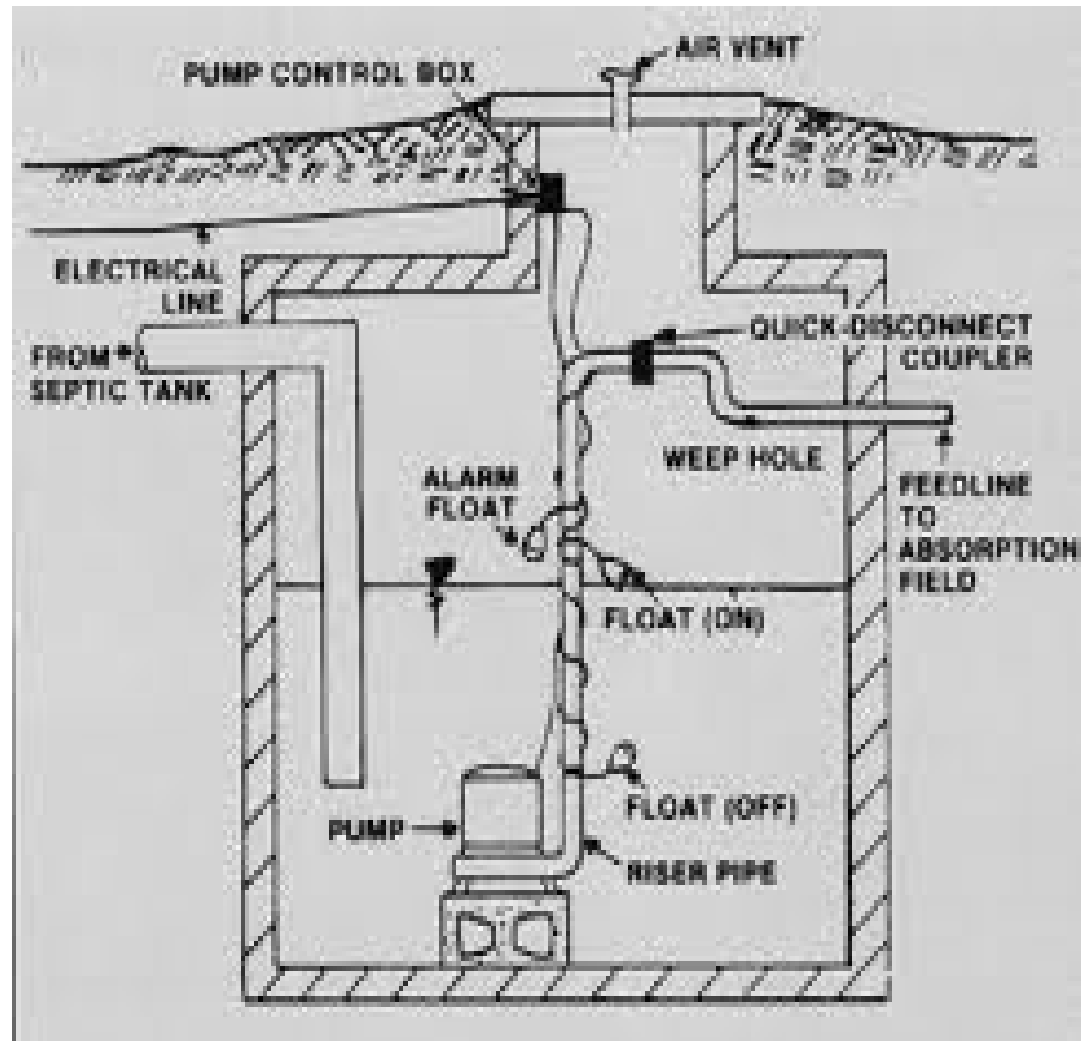 AIR VENT
PUMP CONTROL BOX
ELECTRICAL
LINE
QUICK-DISCONNECT
COUPLER
FROM
SEPTIC TANK
WEEP HOLE
ALARM
FLOAT
FEEDLINE
TO
ABSORPTION
FIELD
FLOAT (ON)
FLOAT (OFF)
PUMP
RISER PIPE